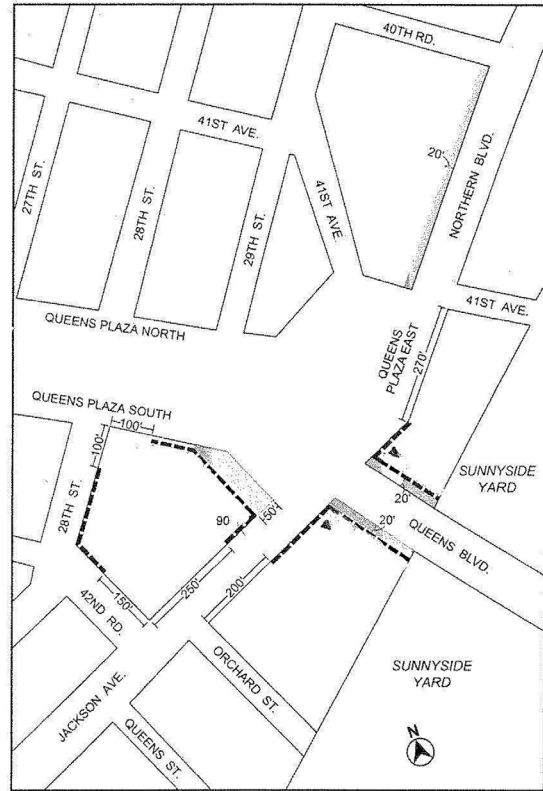 40TH RD.
41ST AVE.
20'
NORTHERN BLVD.
27TH ST.
28TH ST.
29TH ST.
41ST AVE.
41ST AVE.
QUEENS PLAZA NORTH
QUEENS
PLAZA EAST
270'
QUEENS PLAZA SOUTH
100'
100'
SUNNYSIDE
YARD
28TH ST.
90
50'
20'
20'
QUEENS BLVD.
150'
250'
200'
42ND RD.
ORCHARD ST.
SUNNYSIDE
YARD
JACKSON AVE.
QUEENS ST.
N